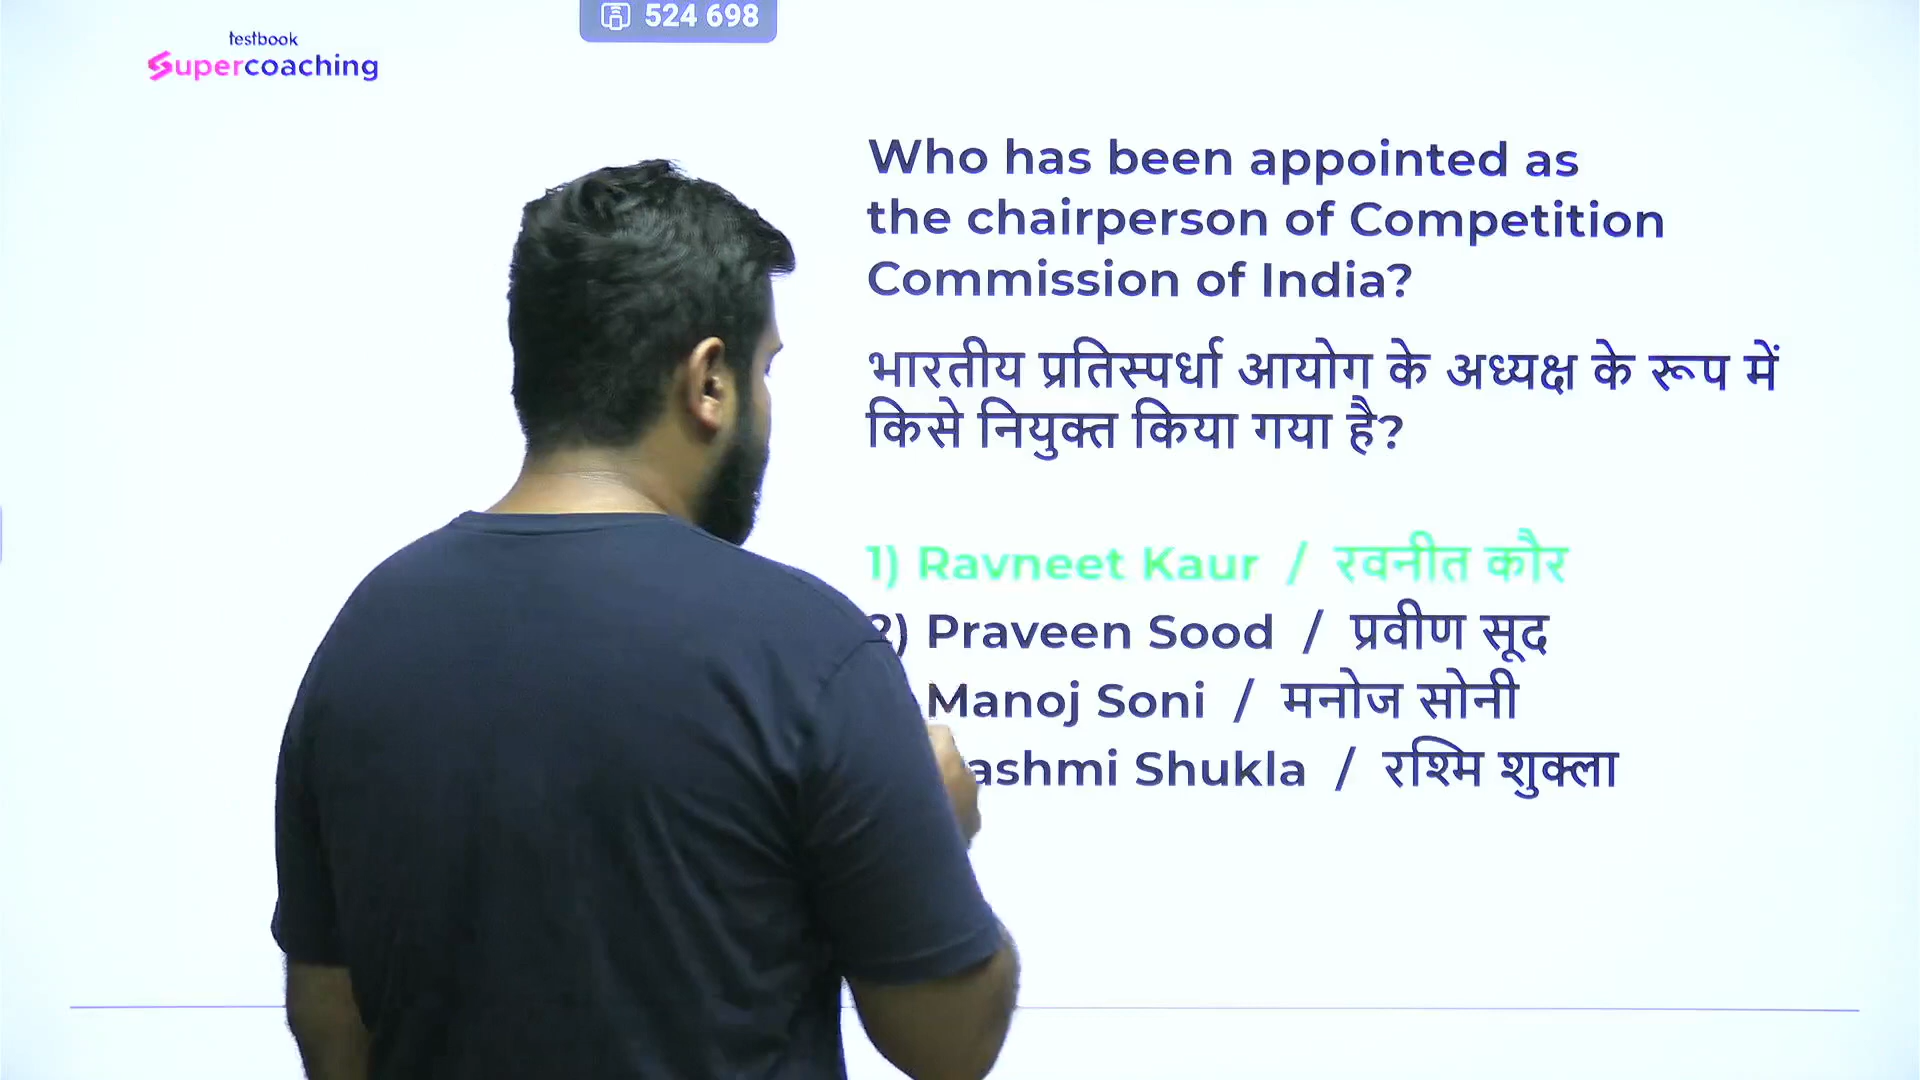 524 698
testbook
Supercoaching
Who has been appointed as
the chairperson of Competition
Commission of India?
भारतीय प्रतिस्पर्धा आयोग के अध्यक्ष के रूप में
किसे नियुक्त किया गया है?
1) Ravneet Kaur / रवनीत कौर
2) Praveen Sood / प्रवीण सूद
Manoj Soni / मनोज सोनी
Shukla / रश्मि शुक्ला